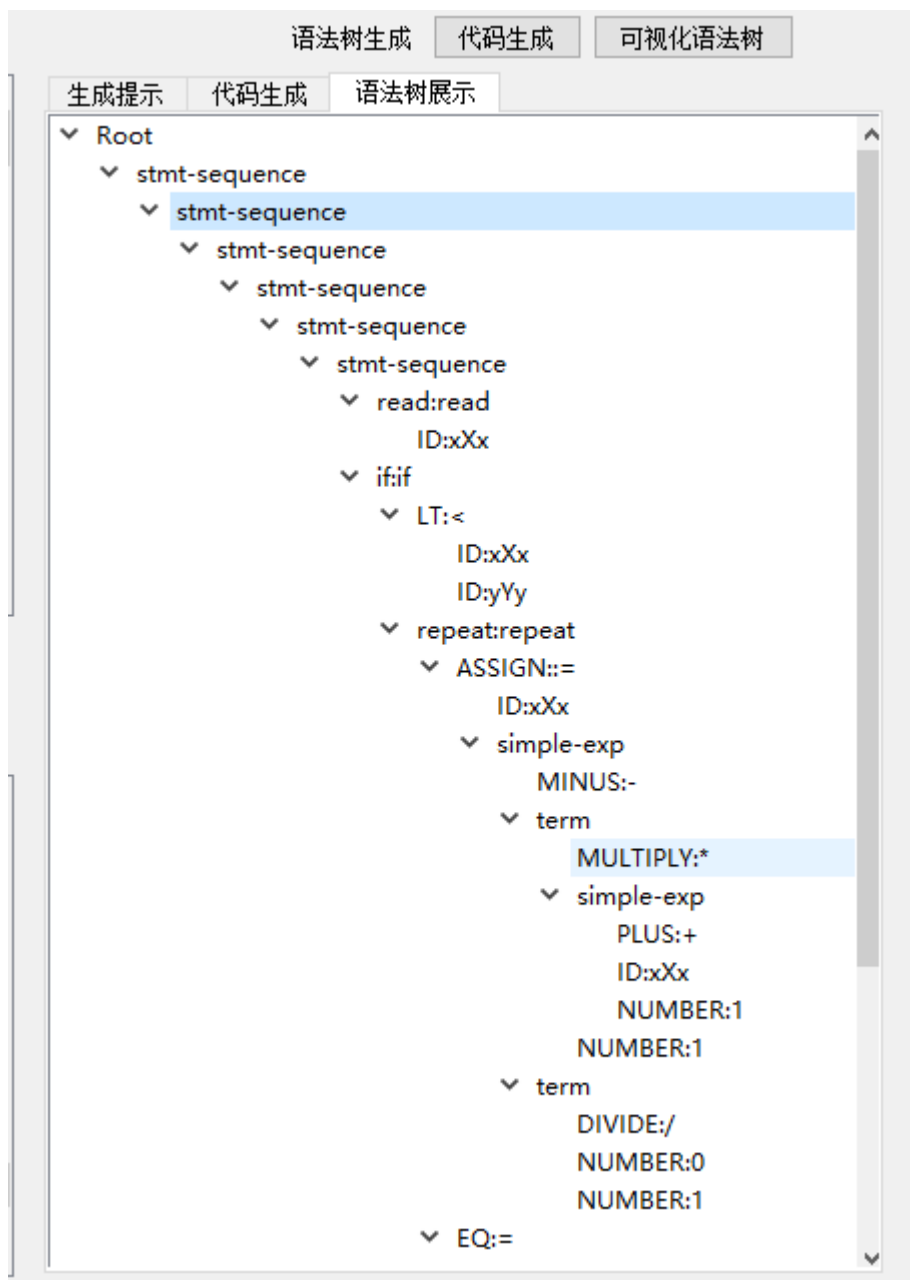 语法树生成 代码生成 可视化语法树
生成提示 代码生成 语法树展示
Root
stmt-sequence
stmt-sequence
stmt-sequence
stmt-sequence
stmt-sequence
stmt-sequence
read:read
ID:xXx
if:if
LT:<
ID:xXx
ID:yYy
repeat:repeat
ASSIGN::=
ID:xXx
simple-exp
MINUS:-
term
MULTIPLY:*
simple-exp
PLUS:+
ID:xXx
NUMBER:1
NUMBER:1
term
DIVIDE:/
NUMBER:0
NUMBER:1
EQ:=